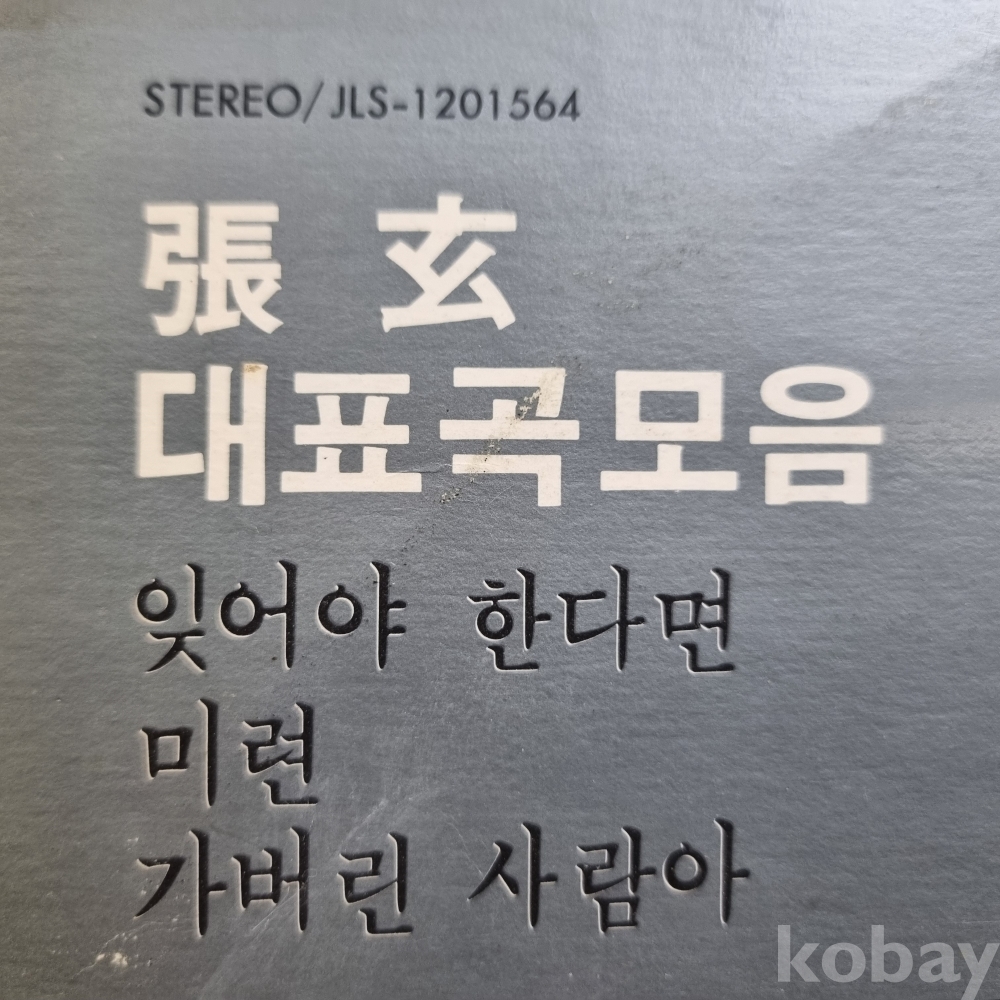 STEREO/JLS-1201564
張 玄
대표곡모음
잊어야 한다면
미련
가버린 사람아
kobay